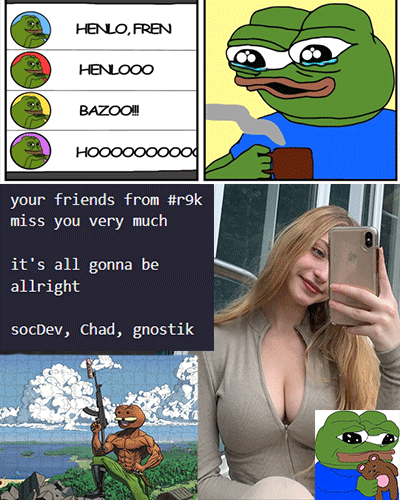 HENLO, FREN
HENLOOO
BAZOO!!!
HOOOOOOOOOO
your friends from #r9k
miss you very much
it's all gonna be
allright
socDev, Chad, gnostik